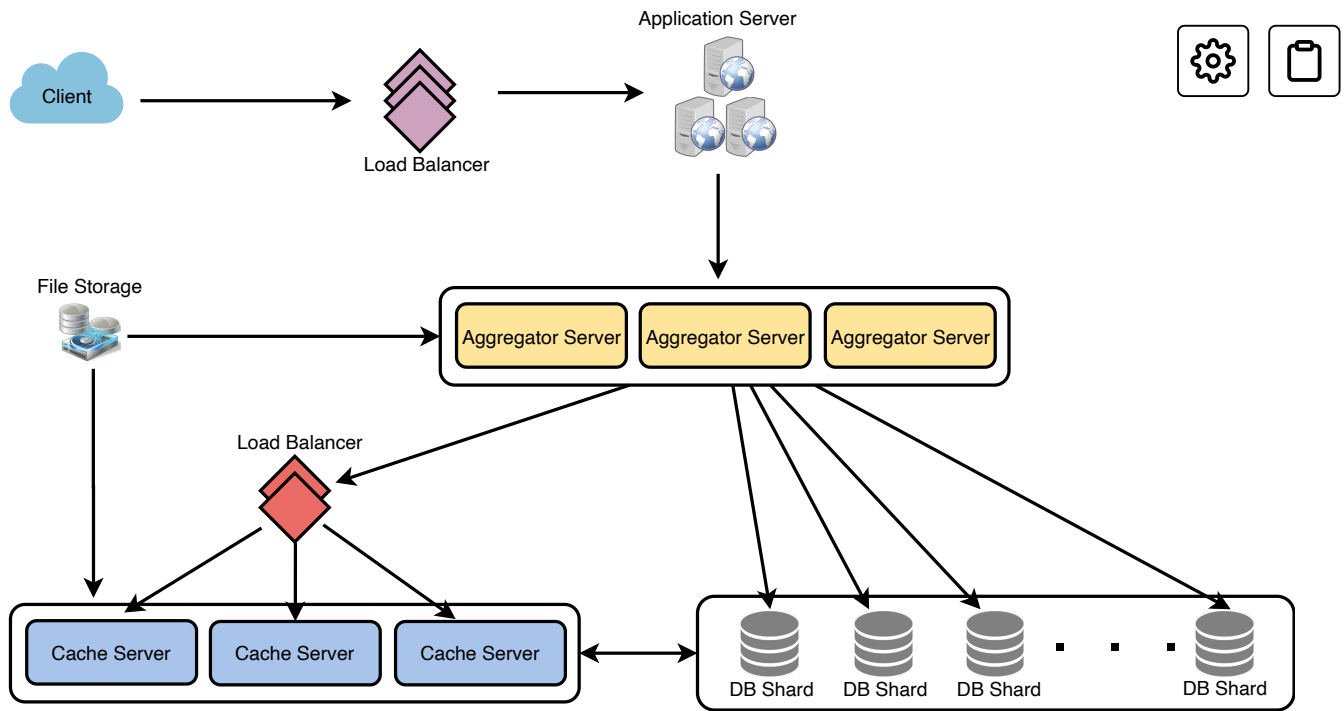 Application Server
Client
Load Balancer
File Storage
Aggregator Server
Aggregator Server
Aggregator Server
Load Balancer
Cache Server
Cache Server
Cache Server
DB Shard
DB Shard
DB Shard
DB Shard